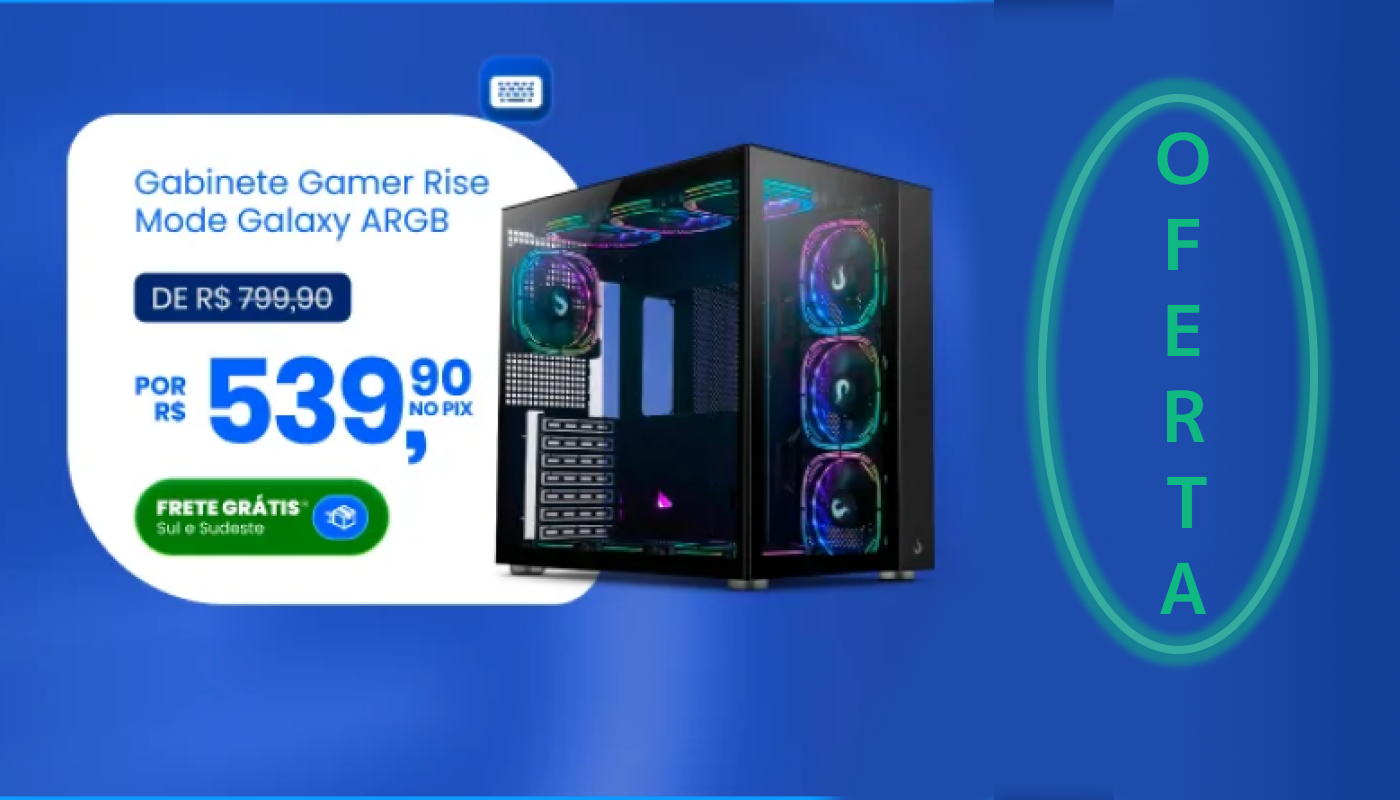 Gabinete Gamer Rise
Mode Galaxy ARGB
DE R$ 799,90
POR
R$
539,90
NO PIX
FRETE GRÁTIS*
Sul e Sudeste
O
F
E
R
T
A